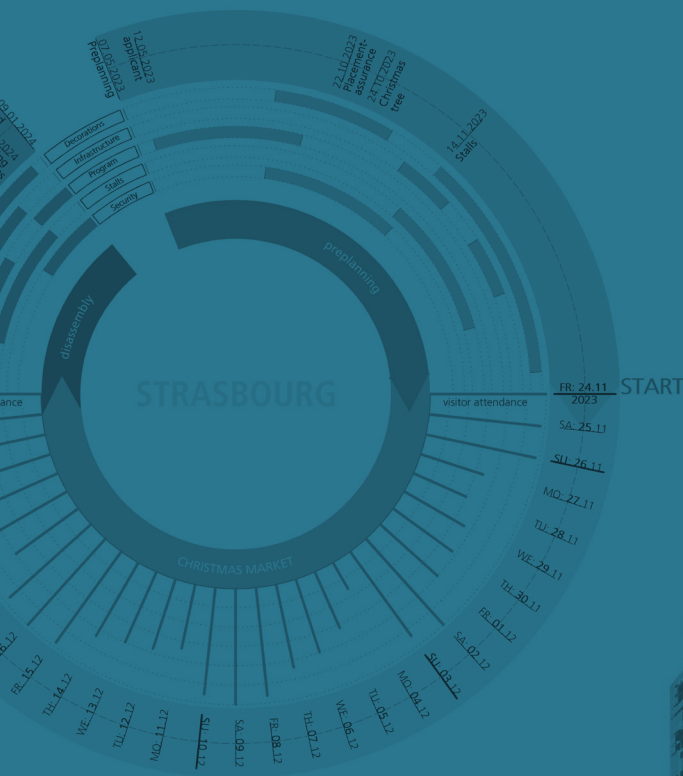 07.05.2023
Preplanning
12.05.2023
applicant
22.10.2023
Placement-
assurance
24.10.2023
Christmas
tree
14.11.2023
Stalls
09.01.2024
Decorations
Infrastructure
Program
Stalls
Security
preplanning
disassembly
STRASBOURG
CHRISTMAS MARKET
visitor attendance
ance
START
FR: 24.11
2023
SA: 25.11
SU: 26.11
MO: 27.11
TU: 28.11
WE: 29.11
TH: 30.11
FR: 01.12
SA: 02.12
SU: 03.12
MO: 04.12
TU: 05.12
WE: 06.12
TH: 07.12
FR: 08.12
SA: 09.12
SU: 10.12
MO: 11.12
TU: 12.12
WE: 13.12
TH: 14.12
FR: 15.12